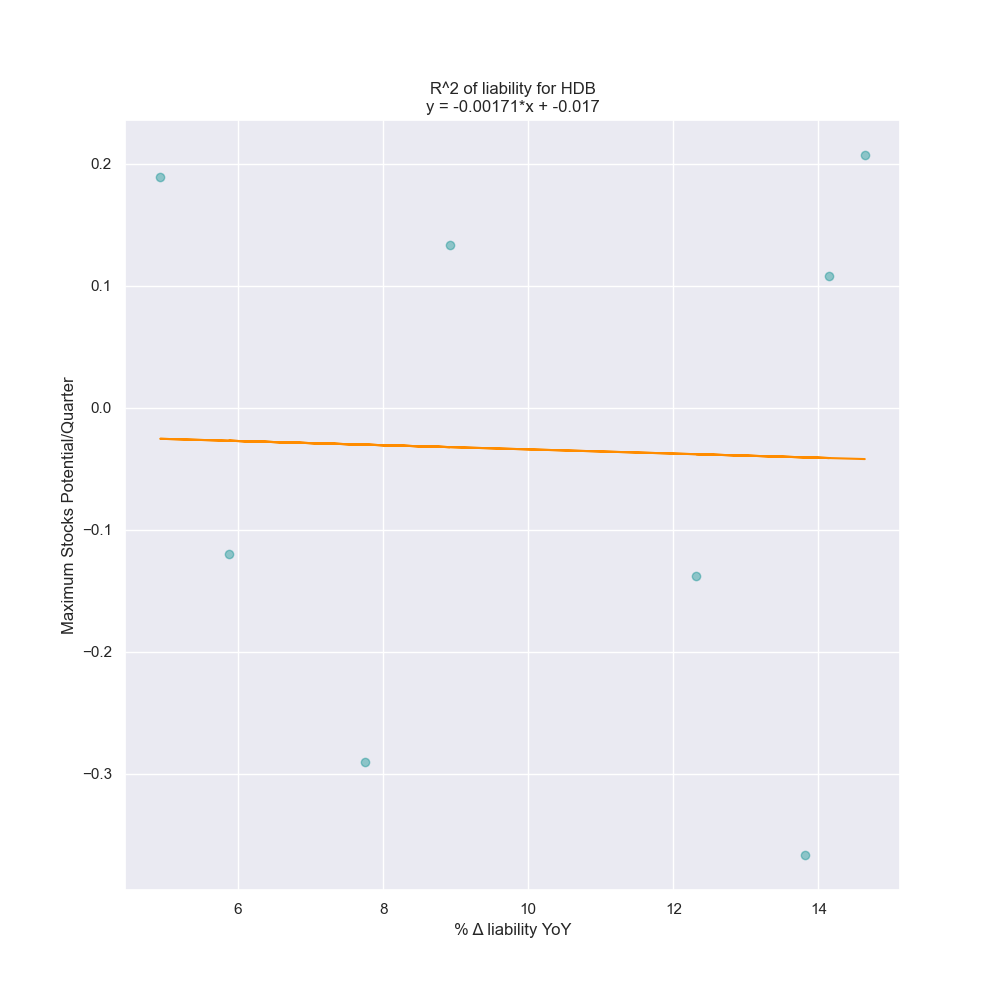 R^2 of liability for HDB
y = -0.00171*x + -0.017
0.2
0.1
0.0
−0.1
−0.2
−0.3
Maximum Stocks Potential/Quarter
6 8 10 12 14
% Δ liability YoY